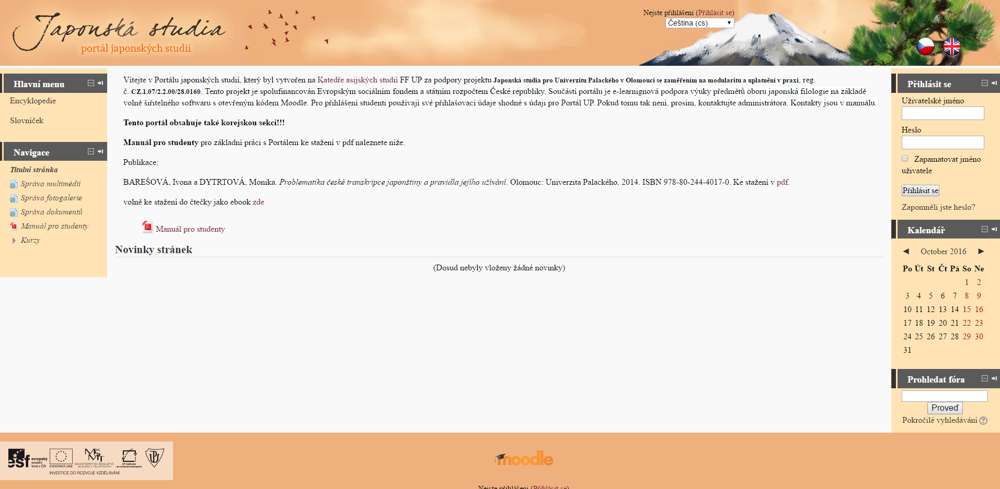 Japonská studia
portál japonských studií
Nejste přihlášeni (Přihlásit se)
Čeština (cs)
Hlavní menu
Encyklopedie
Slovníček
Navigace
Titulní stránka
Správa multimédií
Správa fotogalerie
Správa dokumentů
Manuál pro studenty
Kurzy
Vítejte v Portálu japonských studií, který byl vytvořen na Katedře asijských studií FF UP za podpory projektu Japonská studia pro Univerzitu Palackého v Olomouci se zaměřením na modularitu a uplatnění v praxi, reg.
č. CZ.1.07/2.2.00/28.0160. Tento projekt je spolufinancován Evropským sociálním fondem a státním rozpočtem České republiky. Součástí portálu je e-learnignová podpora výuky předmětů oboru japonská filologie na základě
volně šiřitelného softwaru s otevřeným kódem Moodle. Pro přihlášení studenti používají své přihlašovací údaje shodné s údaji pro Portál UP. Pokud tomu tak není, prosím, kontaktujte administrátora. Kontakty jsou v manuálu.
Tento portál obsahuje také korejskou sekci!!!
Manuál pro studenty pro základní práci s Portálem ke stažení v pdf naleznete níže.
Publikace:
BAREŠOVÁ, Ivona a DYTRTOVÁ, Monika. Problematika české transkripce japonštiny a pravidla jejího užívání. Olomouc: Univerzita Palackého, 2014. ISBN 978-80-244-4017-0. Ke stažení v pdf.
volně ke stažení do čtečky jako ebook zde
Manuál pro studenty
Novinky stránek
(Dosud nebyly vloženy žádné novinky)
Přihlásit se
Uživatelské jméno
Heslo
Zapamatovat jméno
uživatele
Přihlásit se
Zapomněli jste heslo?
Kalendář
◄ October 2016 ►
Po Út St Čt Pá So Ne
1 2
3 4 5 6 7 8 9
10 11 12 13 14 15 16
17 18 19 20 21 22 23
24 25 26 27 28 29 30
31
Prohledat fóra
Proveď
Pokročilé vyhledávání
esf evropský
sociální
fond v ČR
EVROPSKÁ UNIE
MINISTERSTVO ŠKOLSTVÍ,
MLÁDEŽE A TĚLOVÝCHOVY
OP Vzdělávání
pro konkurenceschopnost
INVESTICE DO ROZVOJE VZDĚLÁVÁNÍ
moodle
Nejste přihlášeni (Přihlásit se)